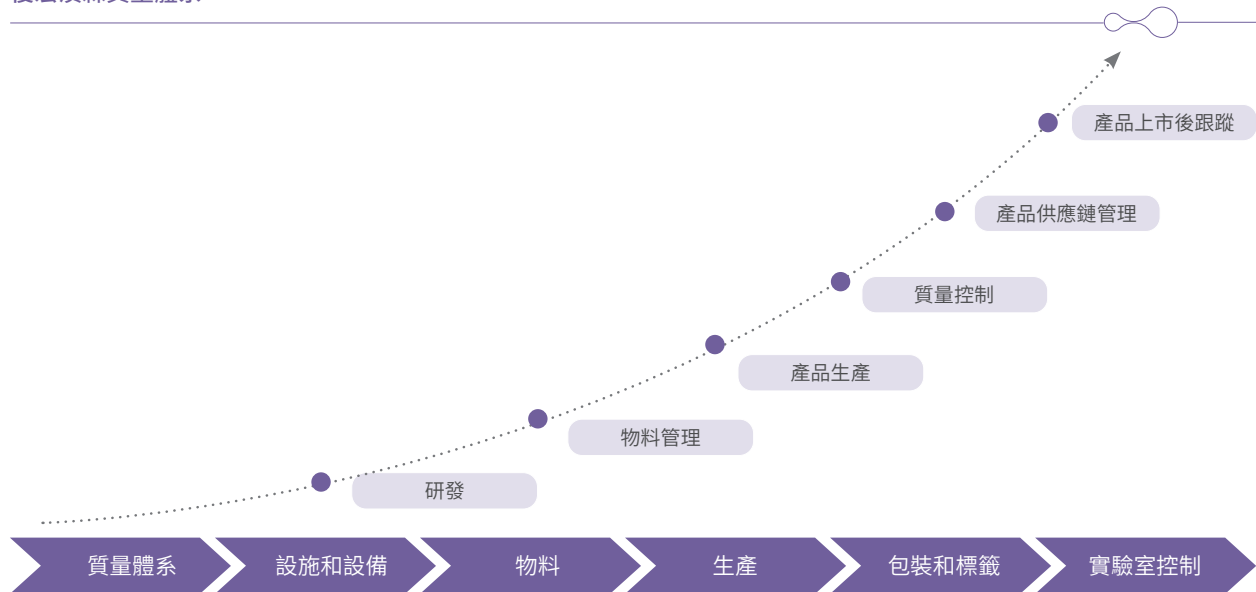 產品上市後跟蹤
產品供應鏈管理
質量控制
產品生產
物料管理
研發
質量體系
設施和設備
物料
生產
包裝和標籤
實驗室控制